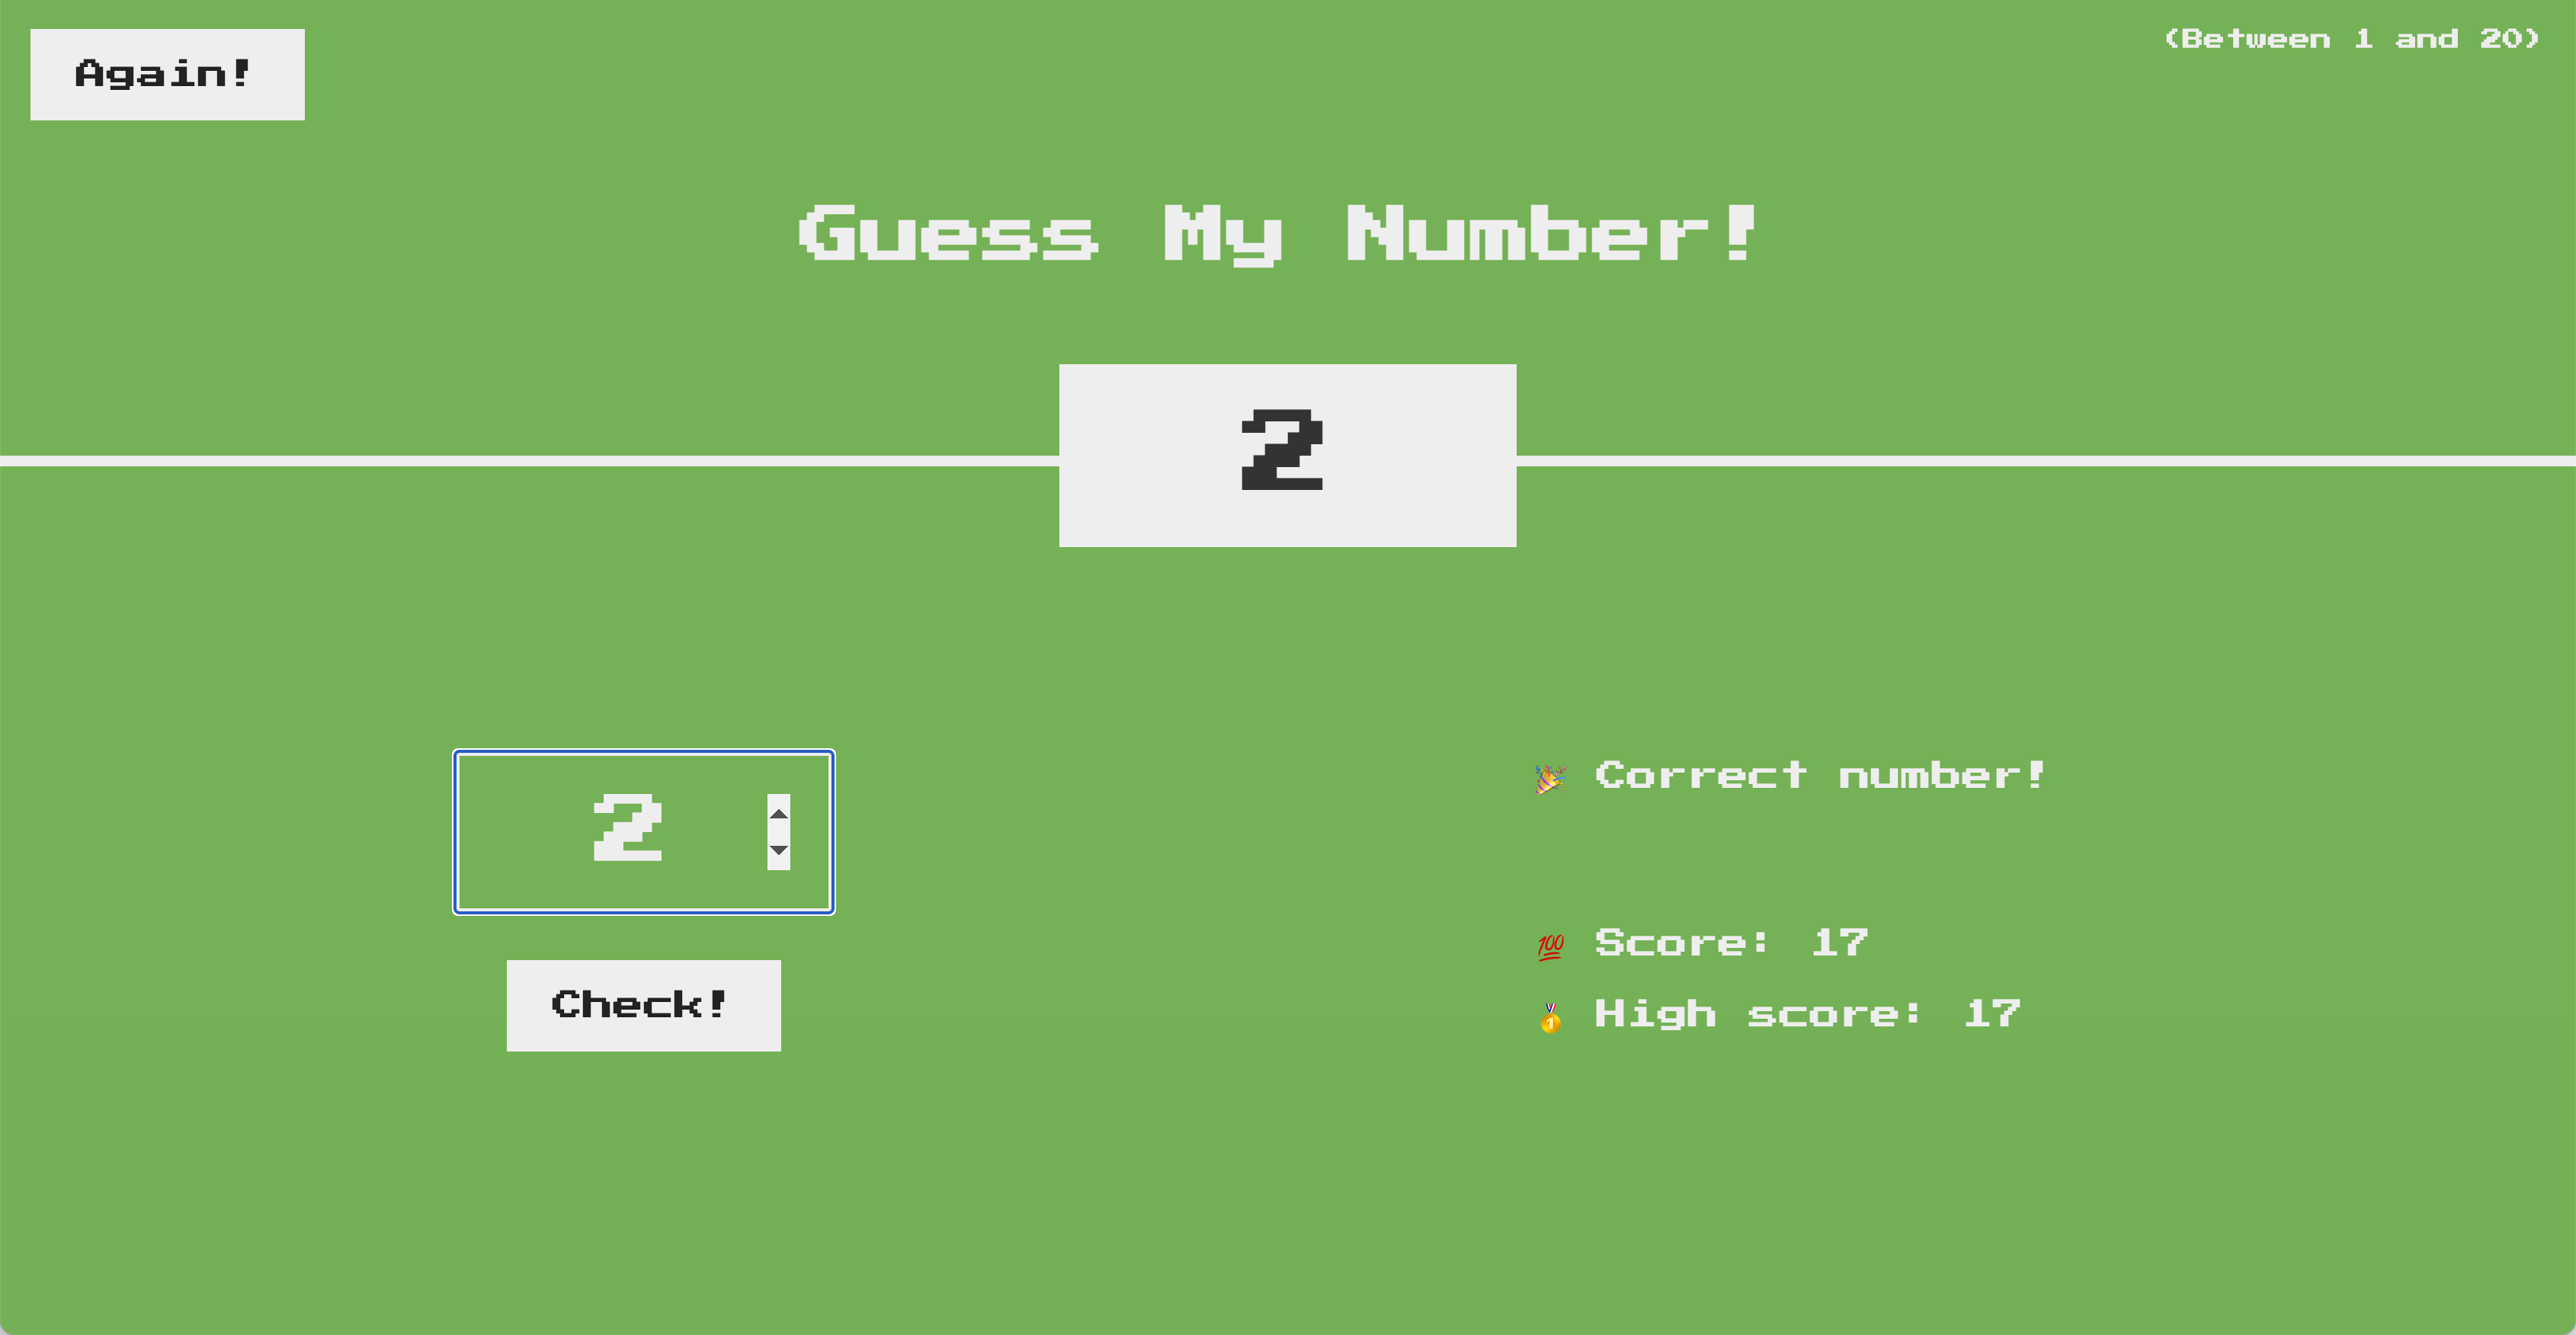 Again!
(Between 1 and 20)
Guess My Number!
2
2
🎉 Correct number!
💯 Score: 17
🥇 High score: 17
Check!